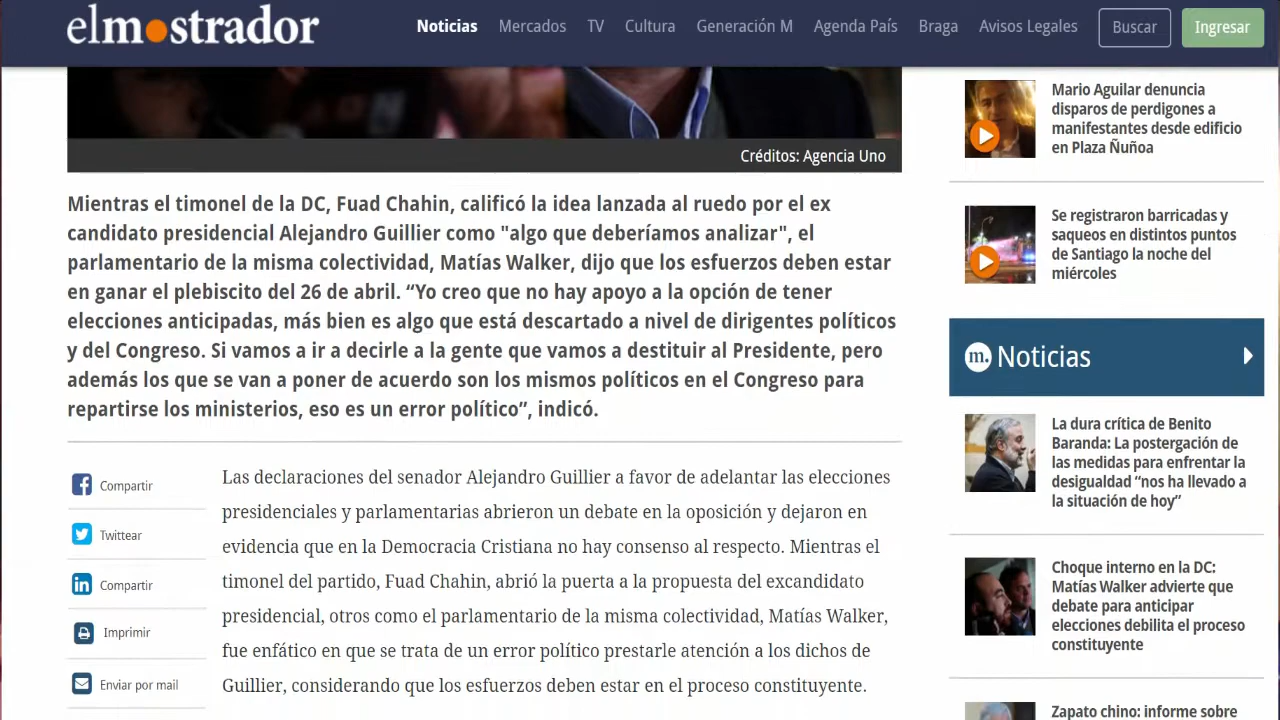 elmostrador
Noticias Mercados TV Cultura Generación M Agenda País Braga Avisos Legales Buscar Ingresar
Créditos: Agencia Uno
Mientras el timonel de la DC, Fuad Chahin, calificó la idea lanzada al ruedo por el ex
candidato presidencial Alejandro Guillier como "algo que deberíamos analizar", el
parlamentario de la misma colectividad, Matías Walker, dijo que los esfuerzos deben estar
en ganar el plebiscito del 26 de abril. “Yo creo que no hay apoyo a la opción de tener
elecciones anticipadas, más bien es algo que está descartado a nivel de dirigentes políticos
y del Congreso. Si vamos a ir a decirle a la gente que vamos a destituir al Presidente, pero
además los que se van a poner de acuerdo son los mismos políticos en el Congreso para
repartirse los ministerios, eso es un error político”, indicó.
Compartir
Twittear
Compartir
Imprimir
Enviar por mail
Las declaraciones del senador Alejandro Guillier a favor de adelantar las elecciones
presidenciales y parlamentarias abrieron un debate en la oposición y dejaron en
evidencia que en la Democracia Cristiana no hay consenso al respecto. Mientras el
timonel del partido, Fuad Chahin, abrió la puerta a la propuesta del excandidato
presidencial, otros como el parlamentario de la misma colectividad, Matías Walker,
fue enfático en que se trata de un error político prestarle atención a los dichos de
Guillier, considerando que los esfuerzos deben estar en el proceso constituyente.
Mario Aguilar denuncia
disparos de perdigones a
manifestantes desde edificio
en Plaza Ñuñoa
Se registraron barricadas y
saqueos en distintos puntos
de Santiago la noche del
miércoles
m. Noticias
La dura crítica de Benito
Baranda: La postergación de
las medidas para enfrentar la
desigualdad “nos ha llevado a
la situación de hoy”
Choque interno en la DC:
Matías Walker advierte que
debate para anticipar
elecciones debilita el proceso
constituyente
Zapato chino: informe sobre